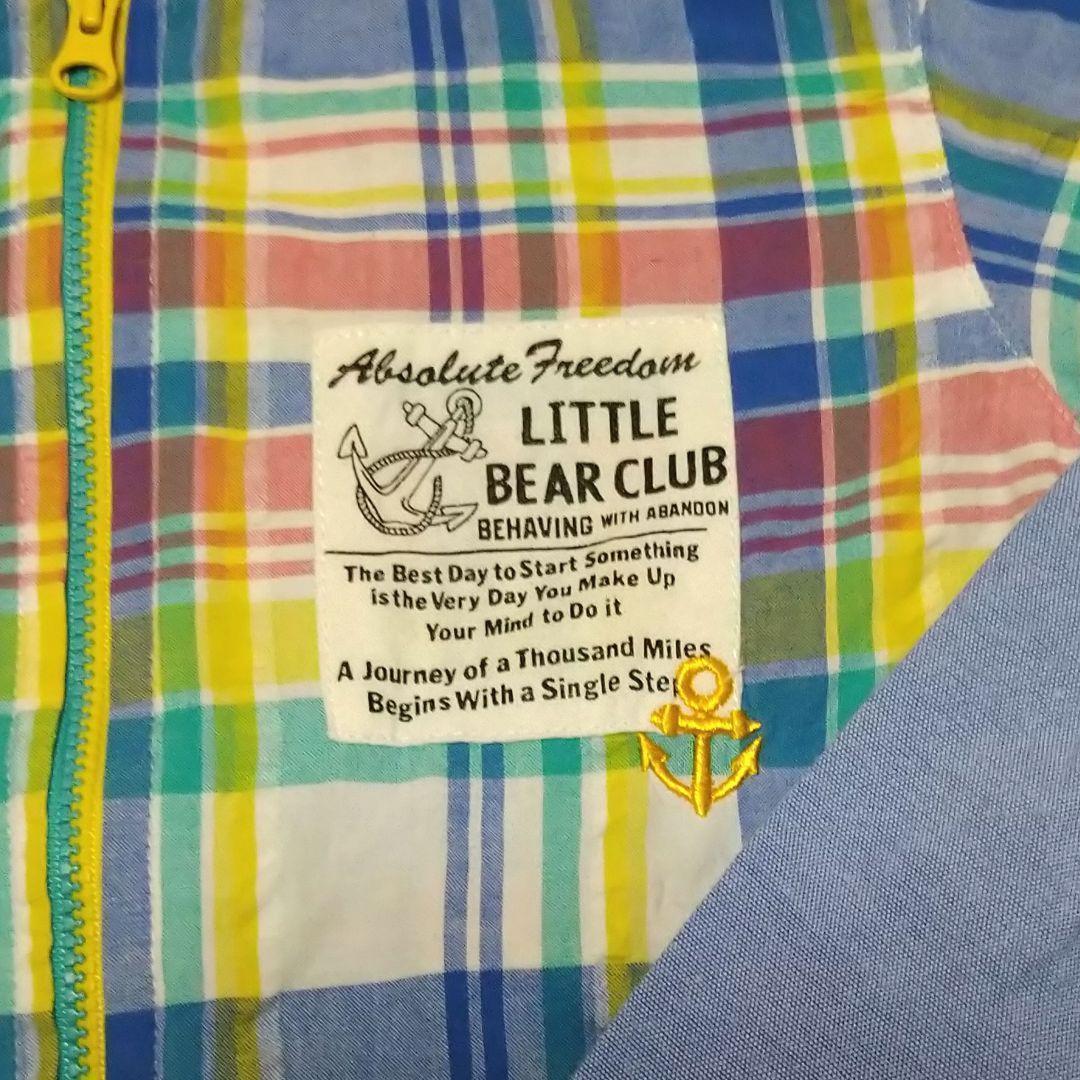 Absolute Freedom
LITTLE
BEAR CLUB
BEHAVING WITH ABANDON
The Best Day to Start Something
is the Very Day You Make Up
Your Mind to Do it
A Journey of a Thousand Miles
Begins With a Single Step